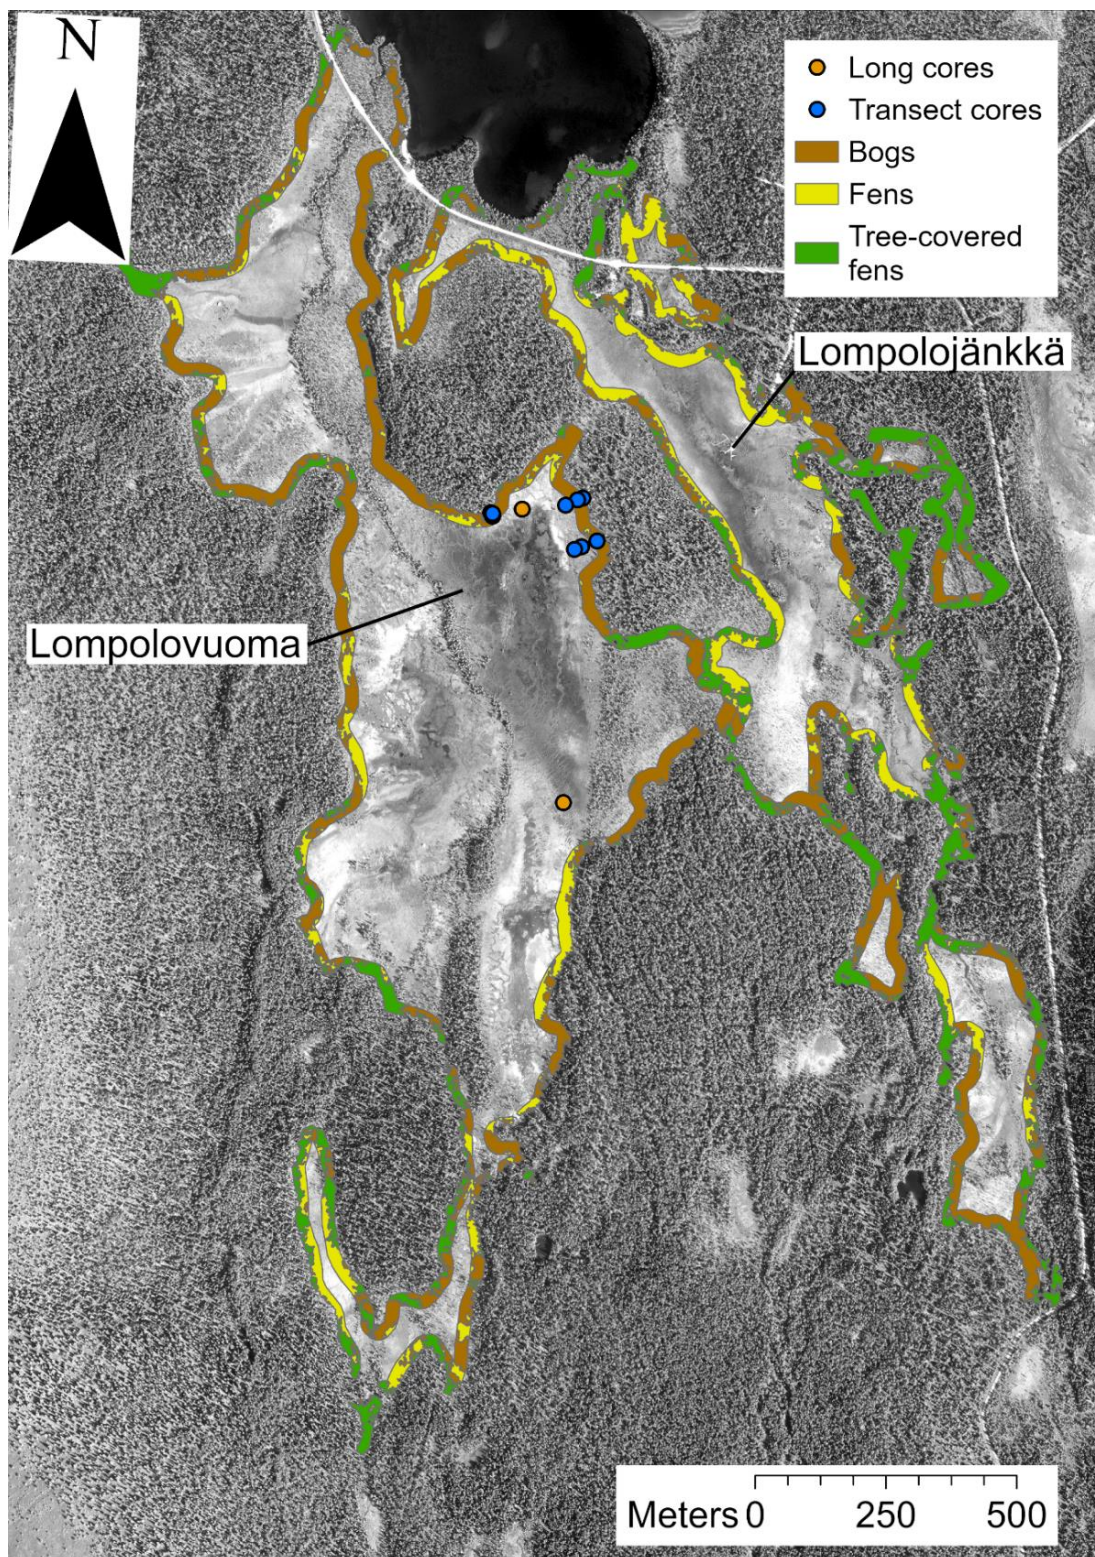 N
Long cores
Transect cores
Bogs
Fens
Tree-covered
fens
Lompolojänkkä
Lompolovuoma
Meters 0 250 500